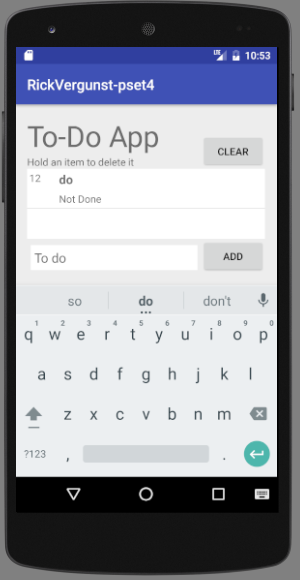 LTE 10:53
RickVergunst-pset4
To-Do App
Hold an item to delete it
CLEAR
12 do
Not Done
To do
ADD
so do don't
1 2 3 4 5 6 7 8 9 0
q w e r t y u i o p
a s d f g h j k l
z x c v b n m
?123 , .